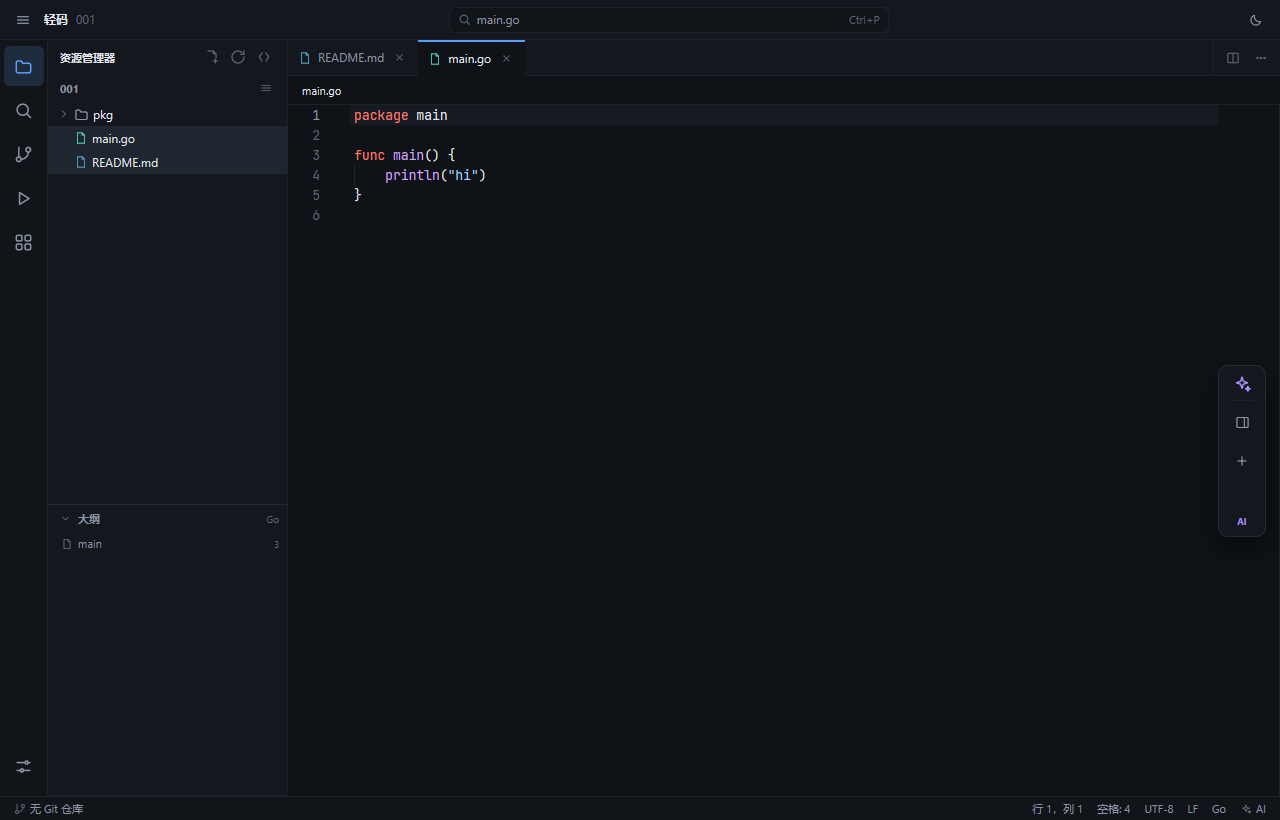 轻码 001
main.go Ctrl+P
资源管理器
001
pkg
main.go
README.md
大纲 Go
main 3
README.md main.go
main.go
1 package main
2
3 func main() {
4 println("hi")
5 }
6
AI
无 Git 仓库
行 1，列 1 空格: 4 UTF-8 LF Go AI